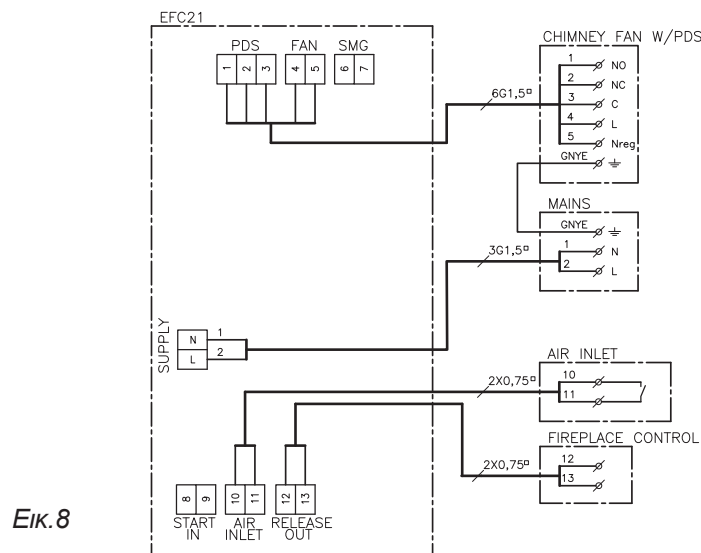 EFC21
PDS FAN SMG
1 2 3 4 5 6 7
CHIMNEY FAN W/PDS
1 NO
2 NC
6G1,5¤ 3 C
4 L
5 Nreg
GNYE
MAINS
GNYE
3G1,5¤ 1 N
2 L
SUPPLY
N 1
L 2
AIR INLET
2X0,75¤ 10
11
FIREPLACE CONTROL
2X0,75¤ 12
13
8 9 10 11 12 13
START IN
AIR INLET
RELEASE OUT
Εικ.8